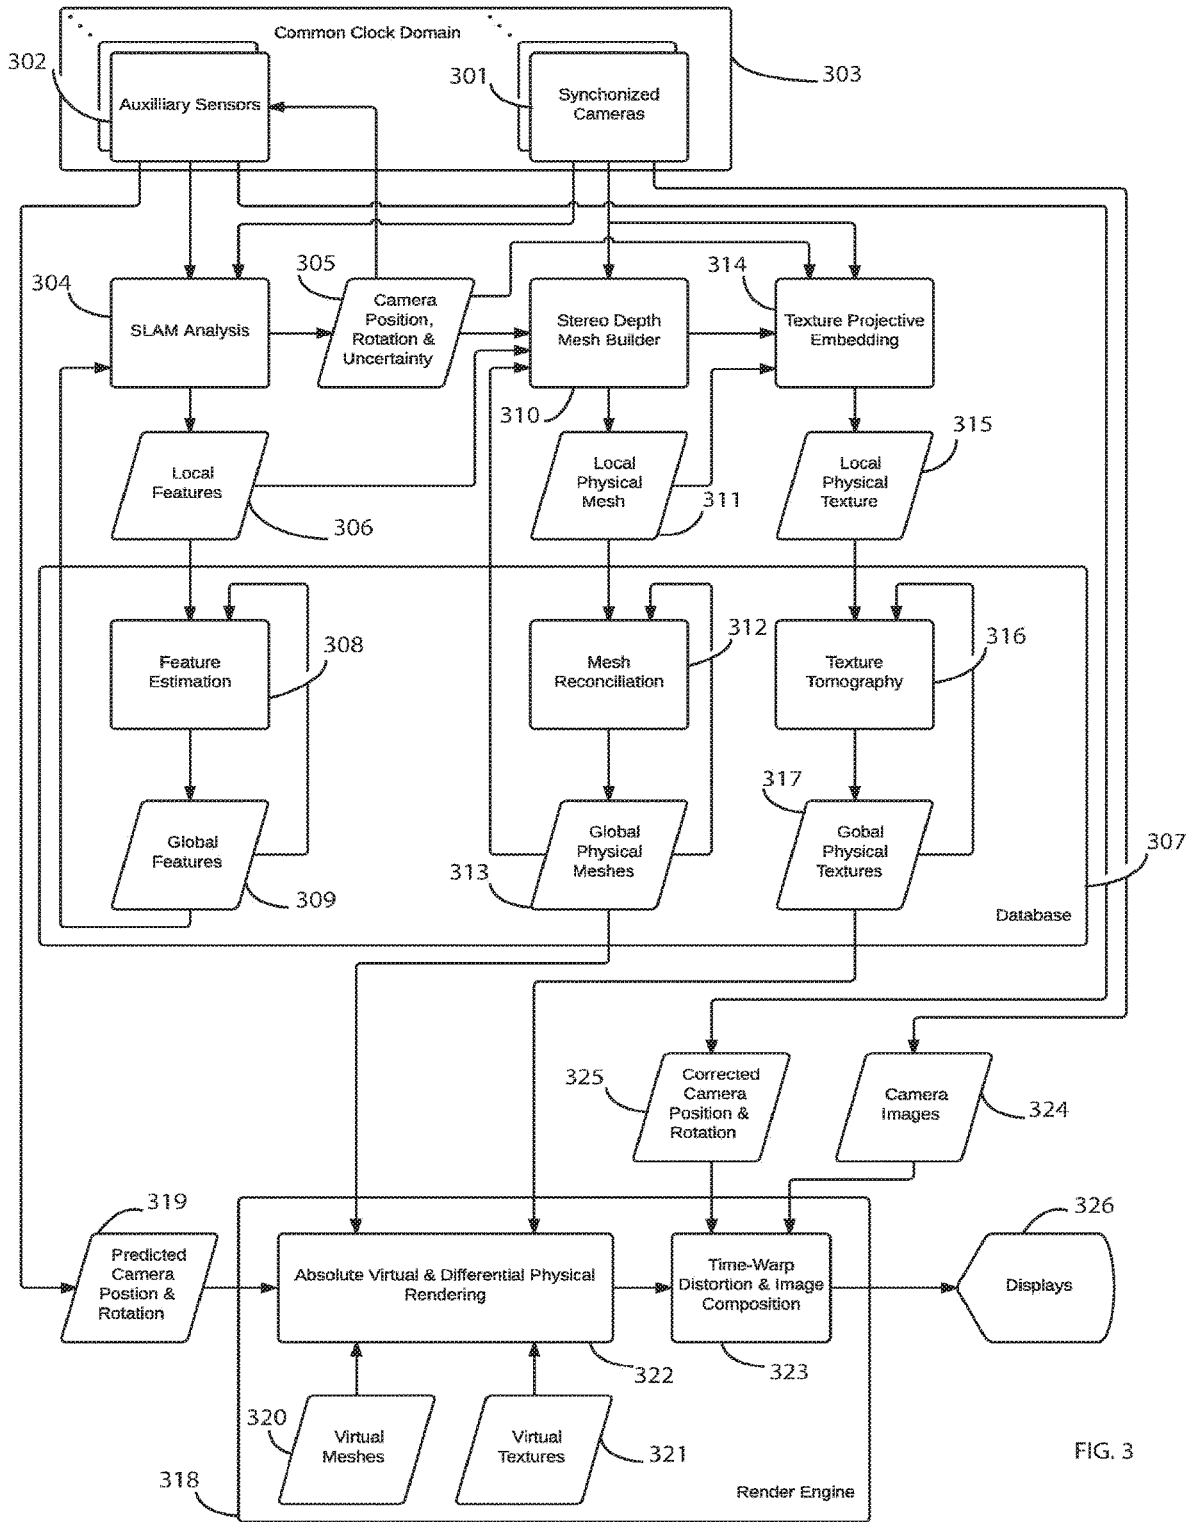 Common Clock Domain
302
301
303
Auxilliary Sensors
Synchonized
Cameras
304
305
314
SLAM Analysis
Camera
Position,
Rotation &
Uncertainty
Stereo Depth
Mesh Builder
Texture Projective
Embedding
310
315
Local
Features
306
Local
Physical
Mesh
311
Local
Physical
Texture
Feature
Estimation
308
Mesh
Reconciliation
312
Texture
Tomography
316
317
Global
Features
309
313
Global
Physical
Meshes
Gobal
Physical
Textures
307
Database
325
Corrected
Camera
Position &
Rotation
Camera
Images
324
319
326
Predicted
Camera
Postion &
Rotation
Absolute Virtual & Differential Physical
Rendering
Time-Warp
Distortion & Image
Composition
Displays
322
323
320
Virtual
Meshes
Virtual
Textures
321
318
Render Engine
FIG. 3